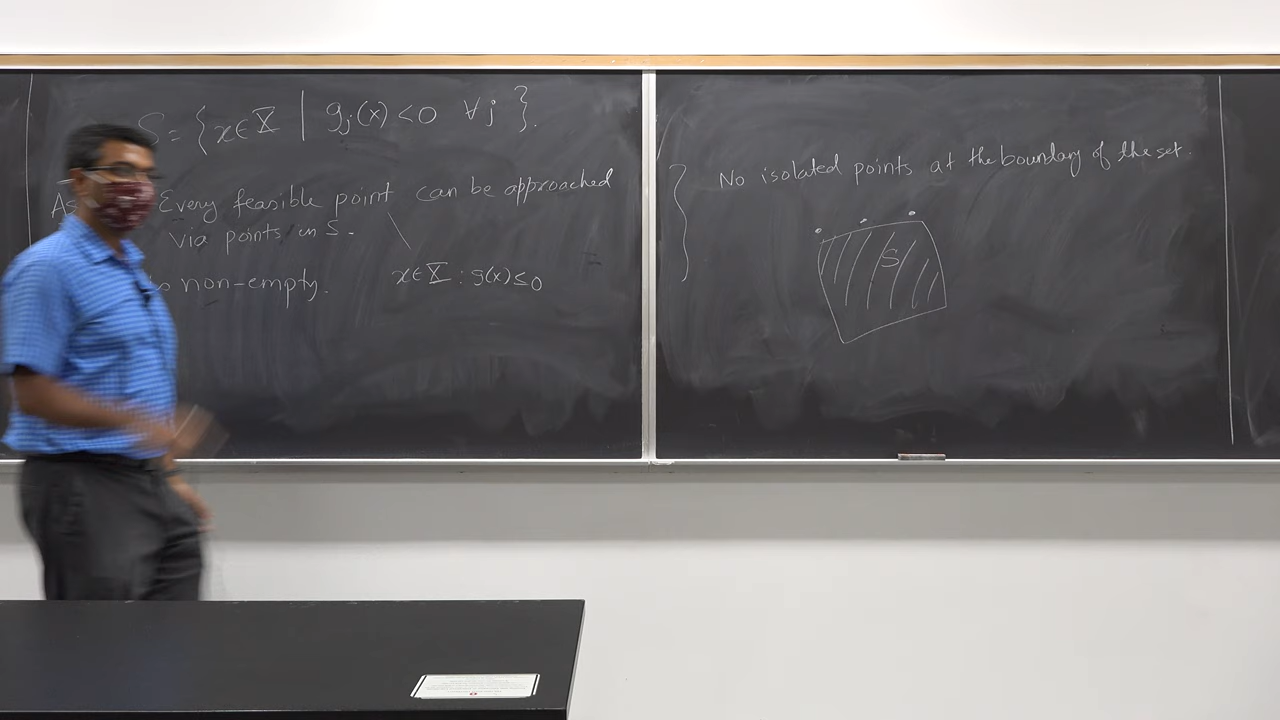 S = { x ∈ X | g_j(x) < 0 ∀ j }.
Every feasible point can be approached
via points in S.
non-empty. x ∈ X : g(x) ≤ 0
No isolated points at the boundary of the set.
S